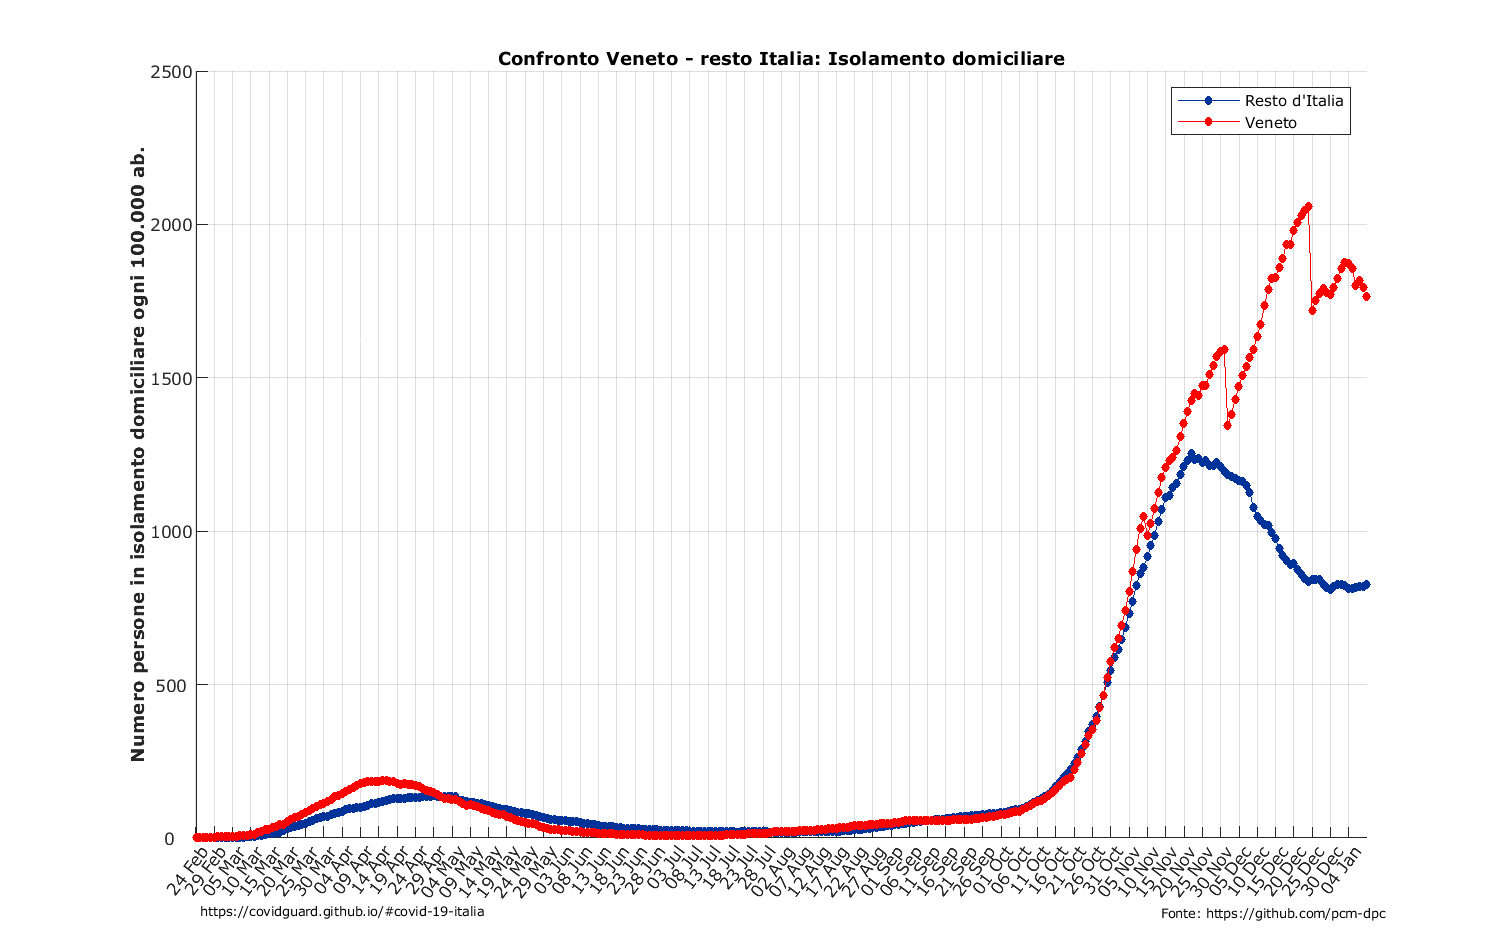 Confronto Veneto - resto Italia: Isolamento domiciliare
Resto d'Italia
Veneto
Numero persone in isolamento domiciliare ogni 100.000 ab.
2500
2000
1500
1000
500
0
24 Feb
29 Feb
05 Mar
10 Mar
15 Mar
20 Mar
25 Mar
30 Mar
04 Apr
09 Apr
14 Apr
19 Apr
24 Apr
29 Apr
04 May
09 May
14 May
19 May
24 May
29 May
03 Jun
08 Jun
13 Jun
18 Jun
23 Jun
28 Jun
03 Jul
08 Jul
13 Jul
18 Jul
23 Jul
28 Jul
02 Aug
07 Aug
12 Aug
17 Aug
22 Aug
27 Aug
01 Sep
06 Sep
11 Sep
16 Sep
21 Sep
26 Sep
01 Oct
06 Oct
11 Oct
16 Oct
21 Oct
26 Oct
31 Oct
05 Nov
10 Nov
15 Nov
20 Nov
25 Nov
30 Nov
05 Dec
10 Dec
15 Dec
20 Dec
25 Dec
30 Dec
04 Jan
https://covidguard.github.io/#covid-19-italia
Fonte: https://github.com/pcm-dpc